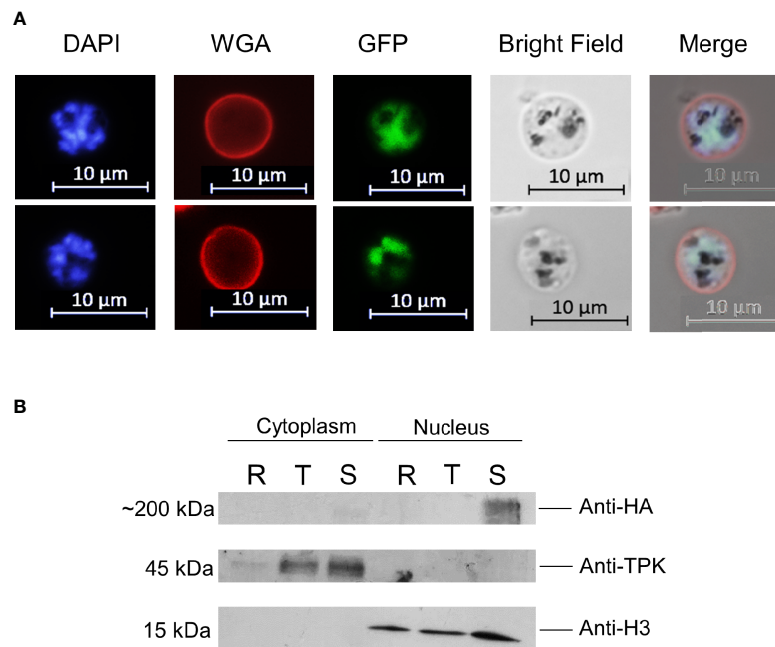 A
DAPI WGA GFP Bright Field Merge
10 µm 10 µm 10 µm 10 µm 10 µm
10 µm 10 µm 10 µm 10 µm 10 µm
B
Cytoplasm Nucleus
R T S R T S
~200 kDa Anti-HA
45 kDa Anti-TPK
15 kDa Anti-H3